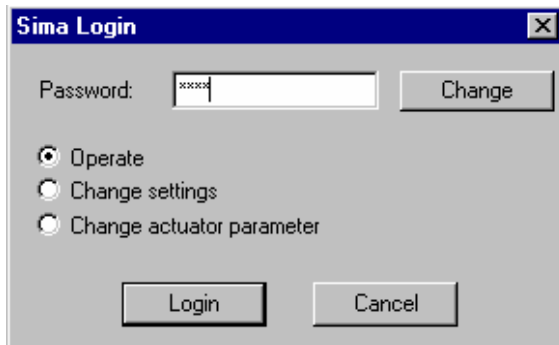 Sima Login
Password: **** Change
Operate
Change settings
Change actuator parameter
Login Cancel